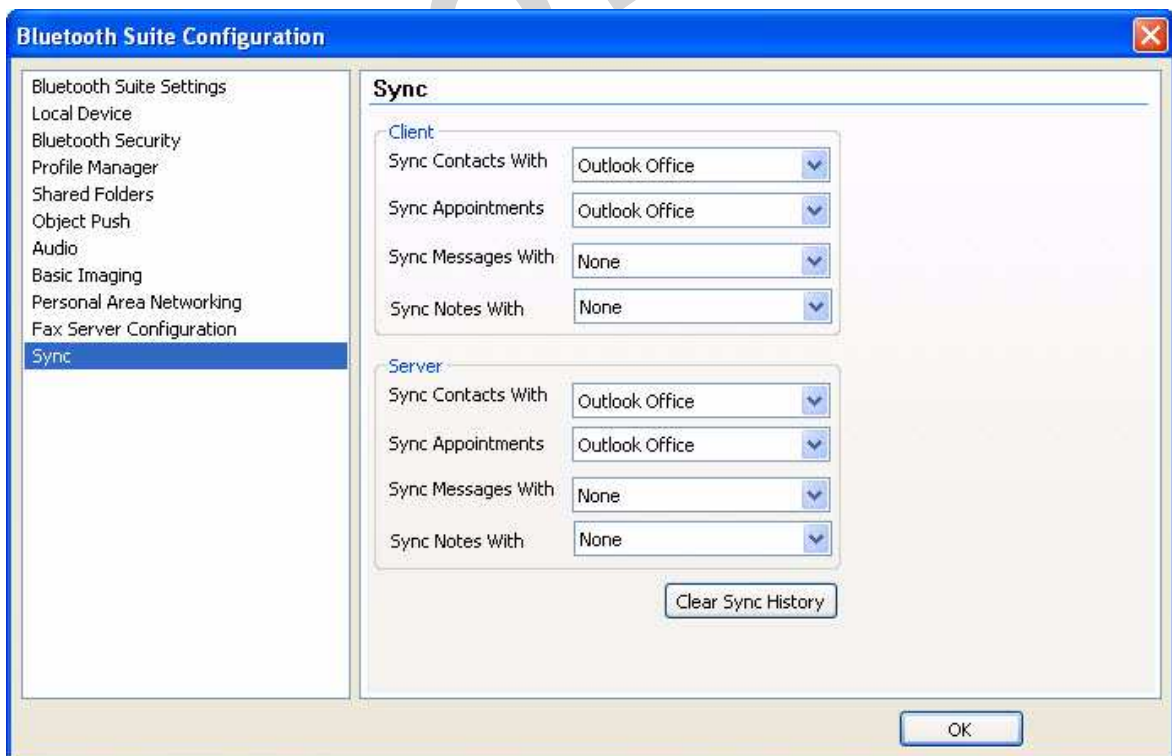 Bluetooth Suite Configuration
Bluetooth Suite Settings
Local Device
Bluetooth Security
Profile Manager
Shared Folders
Object Push
Audio
Basic Imaging
Personal Area Networking
Fax Server Configuration
Sync
Sync
Client
Sync Contacts With Outlook Office
Sync Appointments Outlook Office
Sync Messages With None
Sync Notes With None
Server
Sync Contacts With Outlook Office
Sync Appointments Outlook Office
Sync Messages With None
Sync Notes With None
Clear Sync History
OK